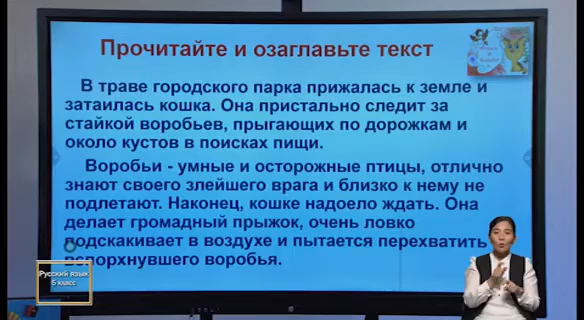 Прочитайте и озаглавьте текст
В траве городского парка прижалась к земле и
затаилась кошка. Она пристально следит за
стайкой воробьев, прыгающих по дорожкам и
около кустов в поисках пищи.
Воробьи - умные и осторожные птицы, отлично
знают своего злейшего врага и близко к нему не
подлетают. Наконец, кошке надоело ждать. Она
делает громадный прыжок, очень ловко
подскакивает в воздухе и пытается перехватить
вспорхнувшего воробья.
Русский язык
5 класс